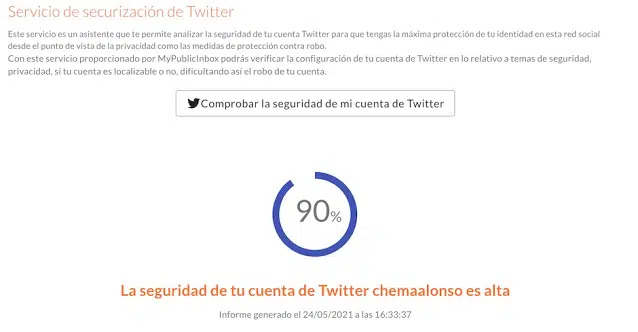 Servicio de securización de Twitter
Este servicio es un asistente que te permite analizar la seguridad de tu cuenta Twitter para que tengas la máxima protección de tu identidad en esta red social
desde el punto de vista de la privacidad como las medidas de protección contra robo.
Con este servicio proporcionado por MyPublicInbox podrás verificar la configuración de tu cuenta de Twitter en lo relativo a temas de seguridad,
privacidad, si tu cuenta es localizable o no, dificultando así el robo de tu cuenta.
Comprobar la seguridad de mi cuenta de Twitter
90%
La seguridad de tu cuenta de Twitter chemaalonso es alta
Informe generado el 24/05/2021 a las 16:33:37